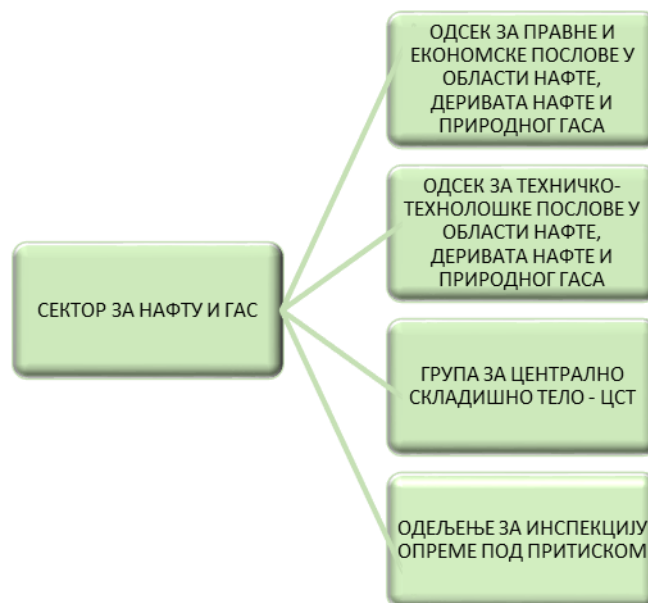 ОДСЕК ЗА ПРАВНЕ И
ЕКОНОМСКЕ ПОСЛОВЕ У
ОБЛАСТИ НАФТЕ,
ДЕРИВАТА НАФТЕ И
ПРИРОДНОГ ГАСА
ОДСЕК ЗА ТЕХНИЧКО-
ТЕХНОЛОШКЕ ПОСЛОВЕ У
ОБЛАСТИ НАФТЕ,
ДЕРИВАТА НАФТЕ И
ПРИРОДНОГ ГАСА
СЕКТОР ЗА НАФТУ И ГАС
ГРУПА ЗА ЦЕНТРАЛНО
СКЛАДИШНО ТЕЛО - ЦСТ
ОДЕЉЕЊЕ ЗА ИНСПЕКЦИЈУ
ОПРЕМЕ ПОД ПРИТИСКОМ